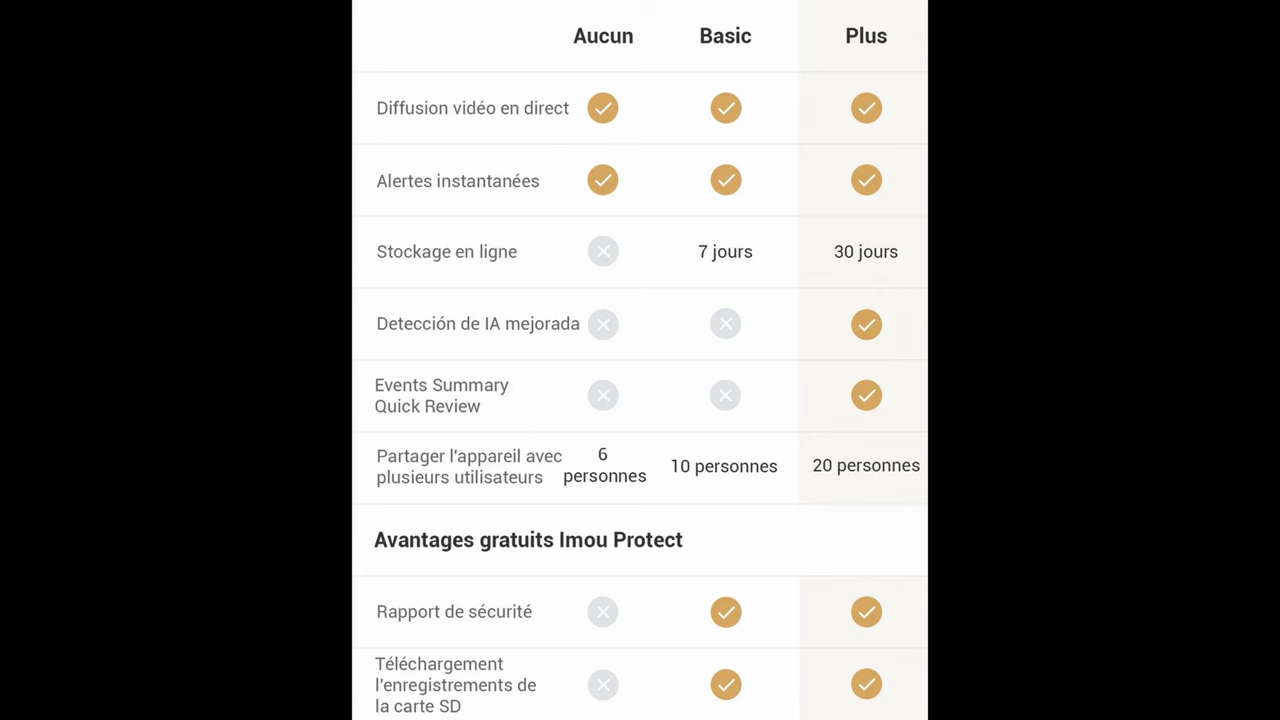 Aucun Basic Plus
Diffusion vidéo en direct
Alertes instantanées
Stockage en ligne 7 jours 30 jours
Detección de IA mejorada
Events Summary
Quick Review
Partager l'appareil avec
plusieurs utilisateurs
6
personnes
10 personnes
20 personnes
Avantages gratuits Imou Protect
Rapport de sécurité
Téléchargement
l'enregistrements de
la carte SD